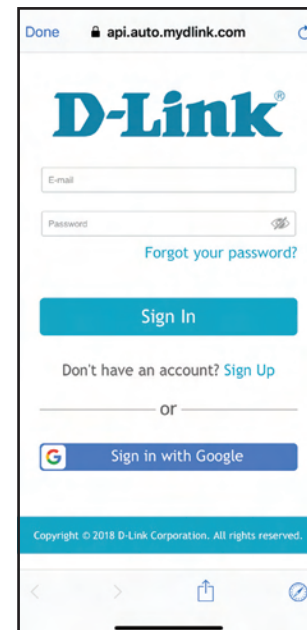 Done api.auto.mydlink.com
D-Link®
E-mail
Password
Forgot your password?
Sign In
Don't have an account? Sign Up
or
G Sign in with Google
Copyright © 2018 D-Link Corporation. All rights reserved.